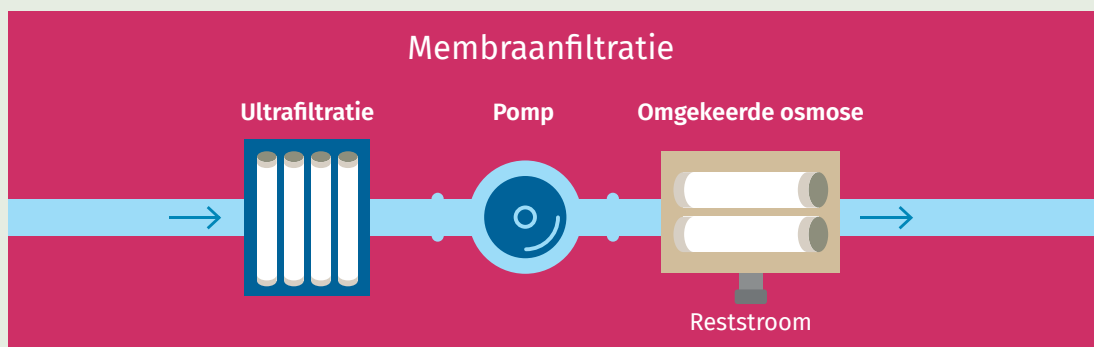 Membraanfiltratie
Ultrafiltratie
Pomp
Omgekeerde osmose
Reststroom